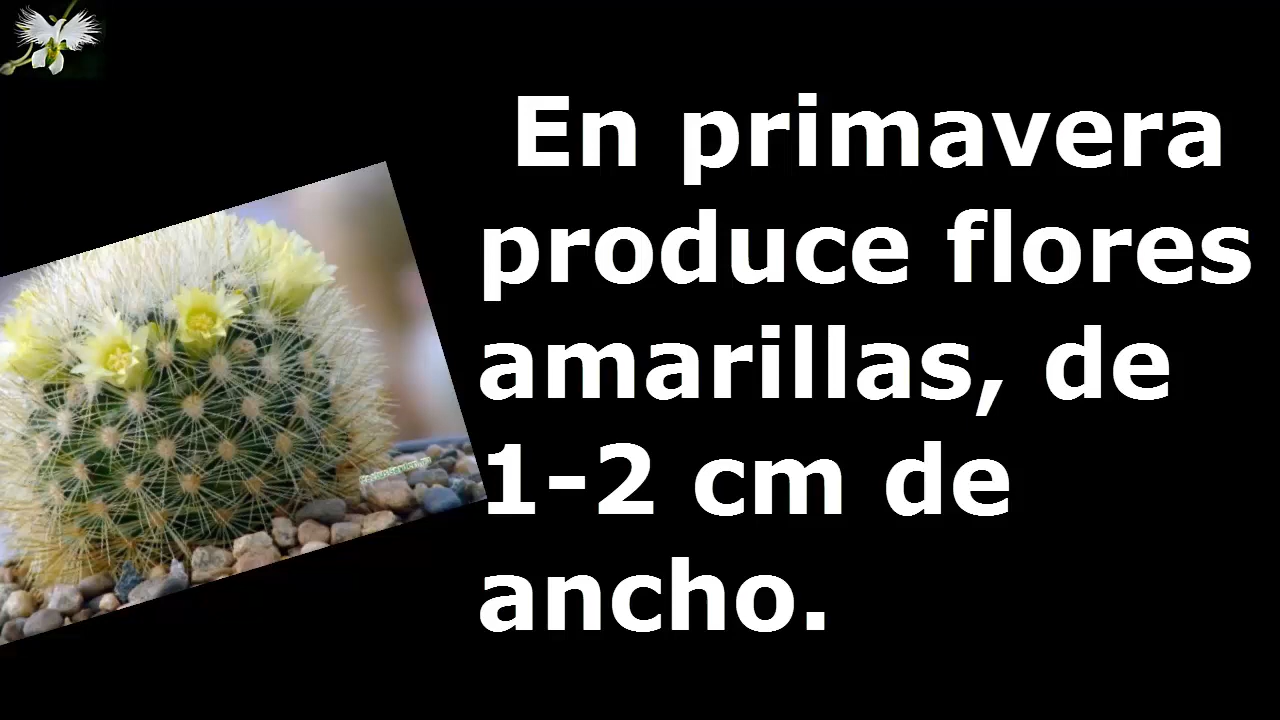 En primavera
produce flores
amarillas, de
1-2 cm de
ancho.